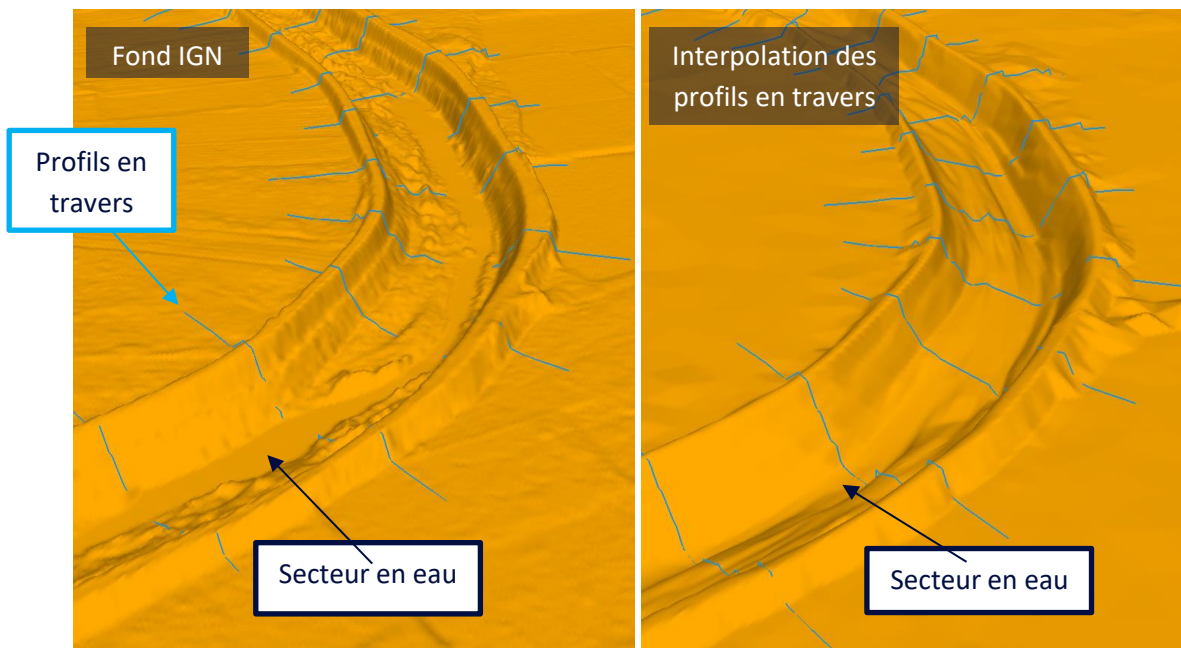 Fond IGN
Interpolation des
profils en travers
Profils en
travers
Secteur en eau
Secteur en eau